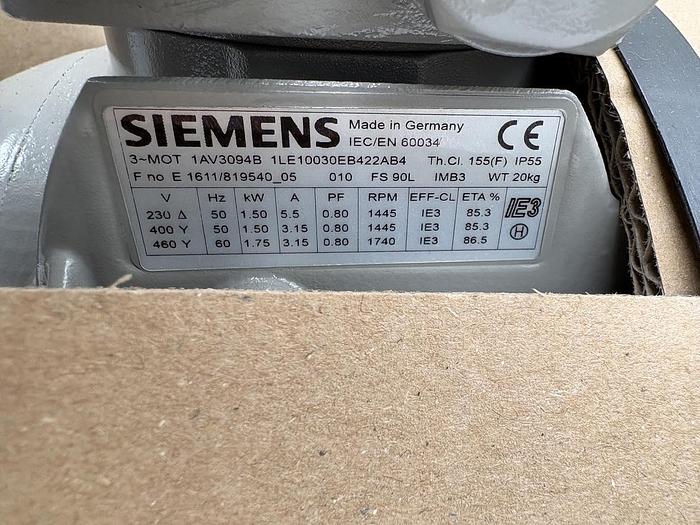 SIEMENS Made in Germany
IEC/EN 60034 CE
3~MOT 1AV3094B 1LE10030EB422AB4 Th.Cl. 155(F) IP55
F no E 1611/819540_05 010 FS 90L IMB3 WT 20kg
V Hz kW A PF RPM EFF-CL ETA % IE3
230 Δ 50 1.50 5.5 0.80 1445 IE3 85.3
400 Y 50 1.50 3.15 0.80 1445 IE3 85.3 H
460 Y 60 1.75 3.15 0.80 1740 IE3 86.5